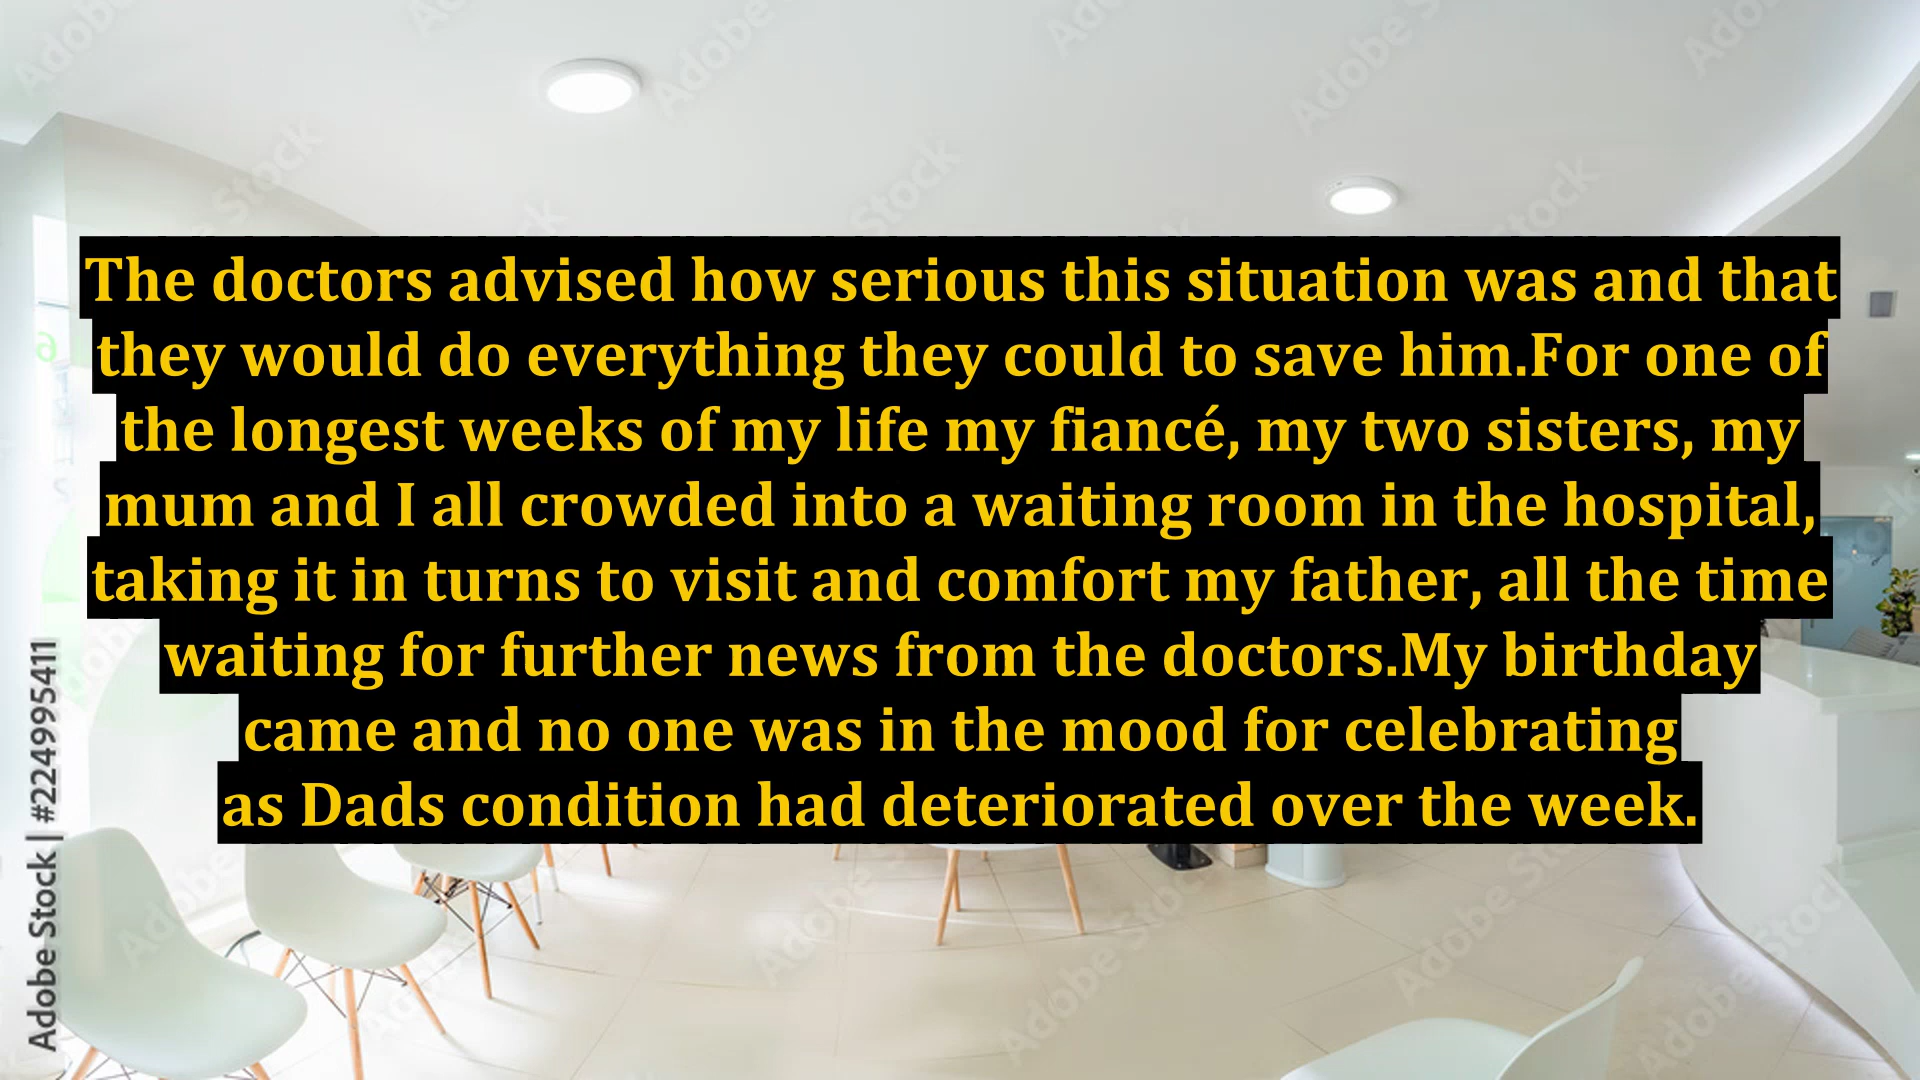 The doctors advised how serious this situation was and that
they would do everything they could to save him.For one of
the longest weeks of my life my fiancé, my two sisters, my
mum and I all crowded into a waiting room in the hospital,
taking it in turns to visit and comfort my father, all the time
waiting for further news from the doctors.My birthday
came and no one was in the mood for celebrating
as Dads condition had deteriorated over the week.
Adobe Stock | #224995411